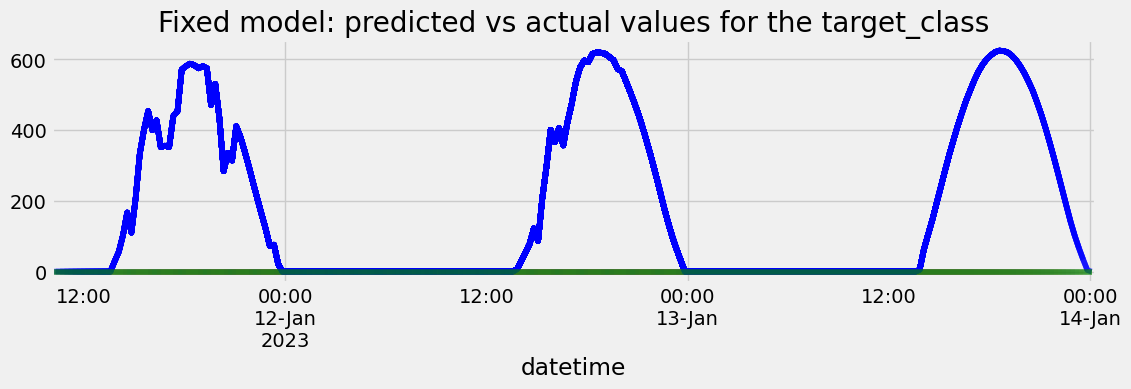 Fixed model: predicted vs actual values for the target_class
600
400
200
0
12:00 00:00 12:00 00:00 12:00 00:00
12-Jan 13-Jan 14-Jan
2023
datetime